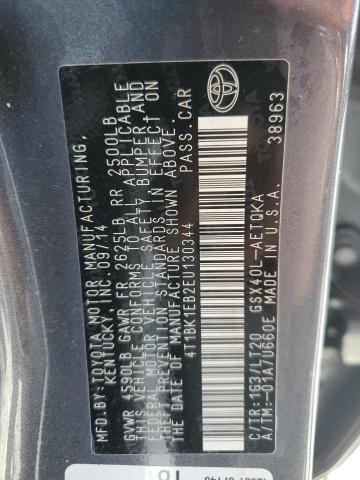 MFD.BY:TOYOTA MOTOR MANUFACTURING,
KENTUCKY, INC. 09/14
GVWR 4590LB GAWR FR 2625LB RR 2500LB
THIS VEHICLE CONFORMS TO ALL APPLICABLE
FEDERAL MOTOR VEHICLE SAFETY, BUMPER, AND
THEFT PREVENTION STANDARDS IN EFFECT ON
THE DATE OF MANUFACTURE SHOWN ABOVE.
4T1BK1EB2EU130344 PASS.CAR
C/TR:1G3/LT20 GSX40L-AETQKA
A/TM:-01A/U660E MADE IN U.S.A.
38963
TOYOTA